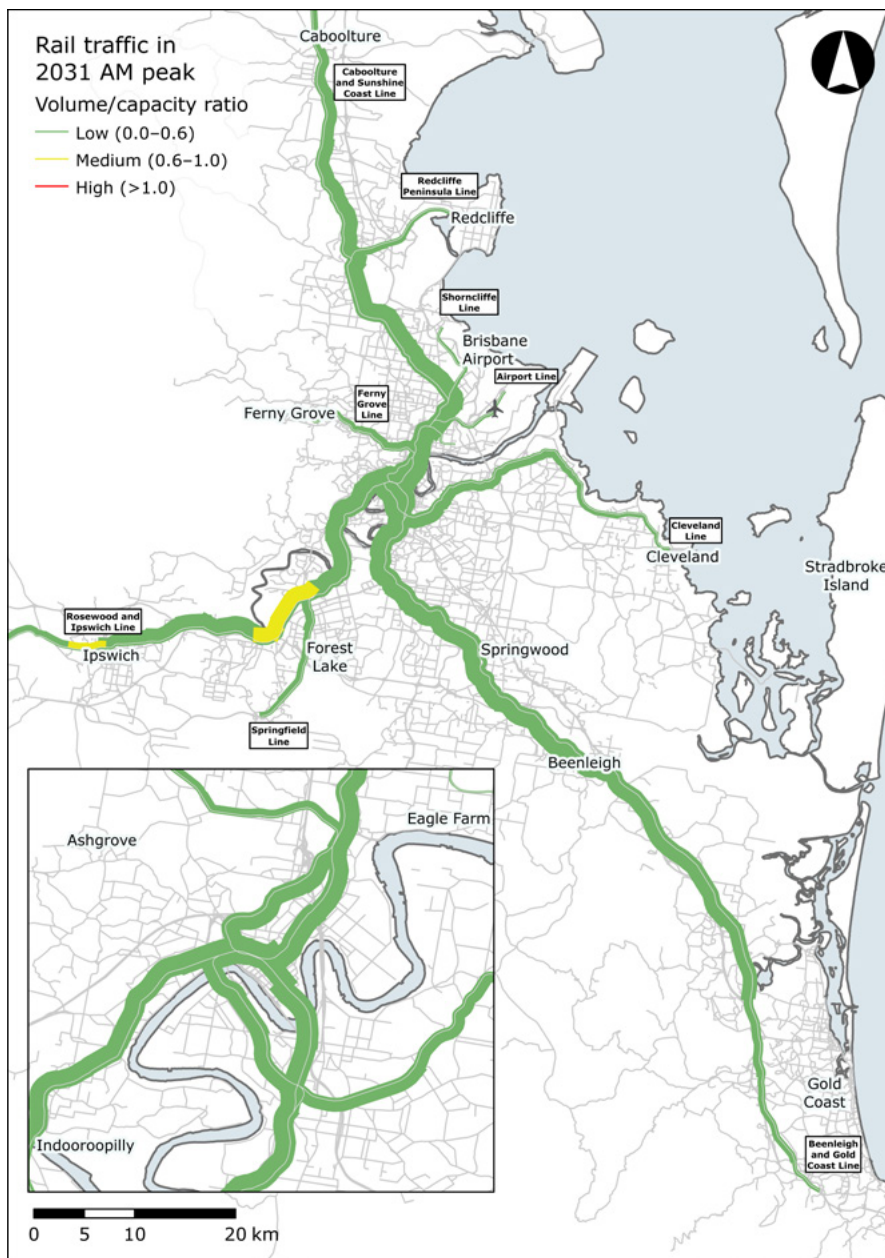 Rail traffic in
2031 AM peak
Volume/capacity ratio
Low (0.0–0.6)
Medium (0.6–1.0)
High (>1.0)
Caboolture
Caboolture
and Sunshine
Coast Line
Redcliffe
Peninsula Line
Redcliffe
Shorncliffe
Line
Brisbane
Airport
Airport Line
Ferny
Grove
Line
Ferny Grove
Cleveland
Line
Cleveland
Stradbroke
Island
Rosewood and
Ipswich Line
Ipswich
Forest
Lake
Springwood
Springfield
Line
Beenleigh
Eagle Farm
Ashgrove
Indooroopilly
Gold
Coast
Beenleigh
and Gold
Coast Line
0 5 10 20 km